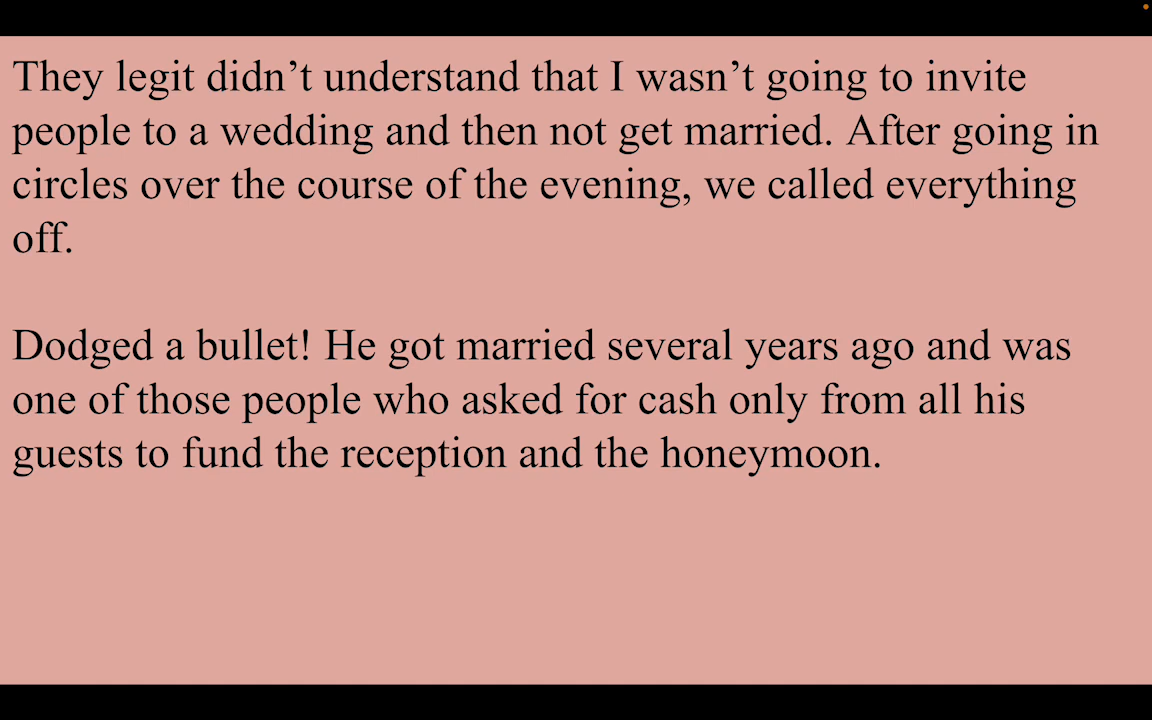 They legit didn’t understand that I wasn’t going to invite
people to a wedding and then not get married. After going in
circles over the course of the evening, we called everything
off.
Dodged a bullet! He got married several years ago and was
one of those people who asked for cash only from all his
guests to fund the reception and the honeymoon.